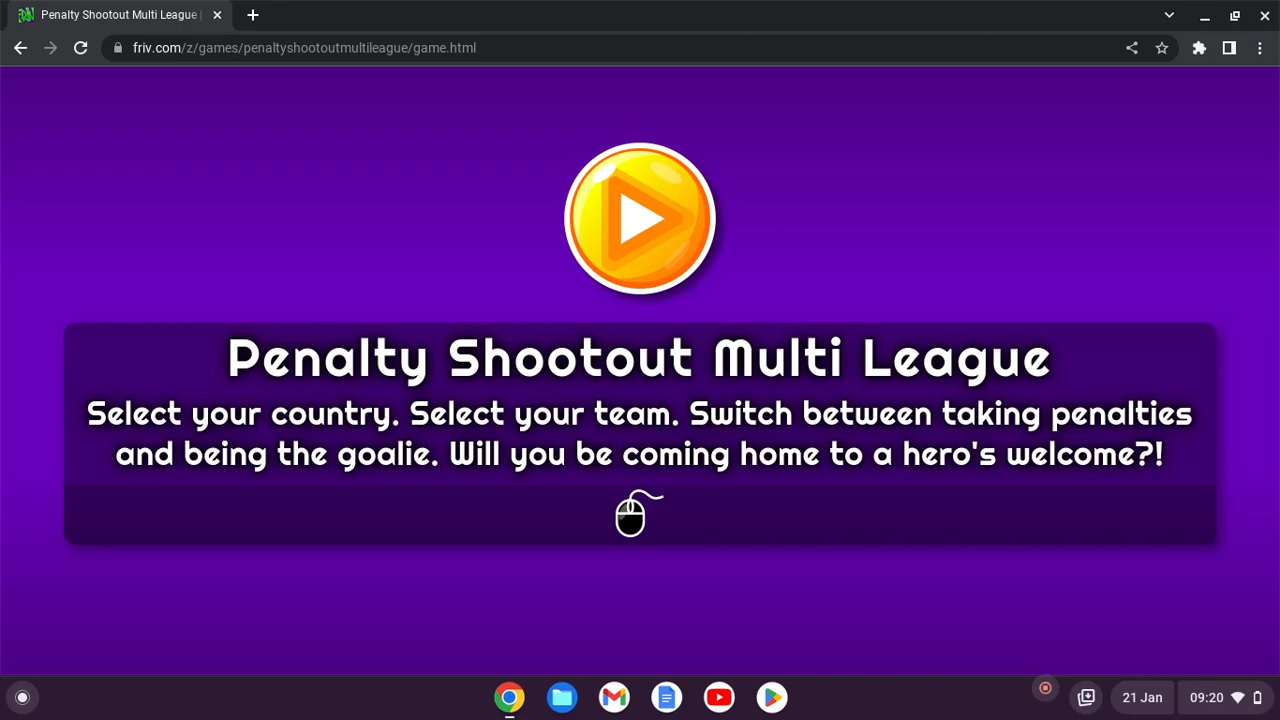 Penalty Shootout Multi League |
friv.com/z/games/penaltyshootoutmultileague/game.html
Penalty Shootout Multi League
Select your country. Select your team. Switch between taking penalties
and being the goalie. Will you be coming home to a hero's welcome?!
21 Jan
09:20